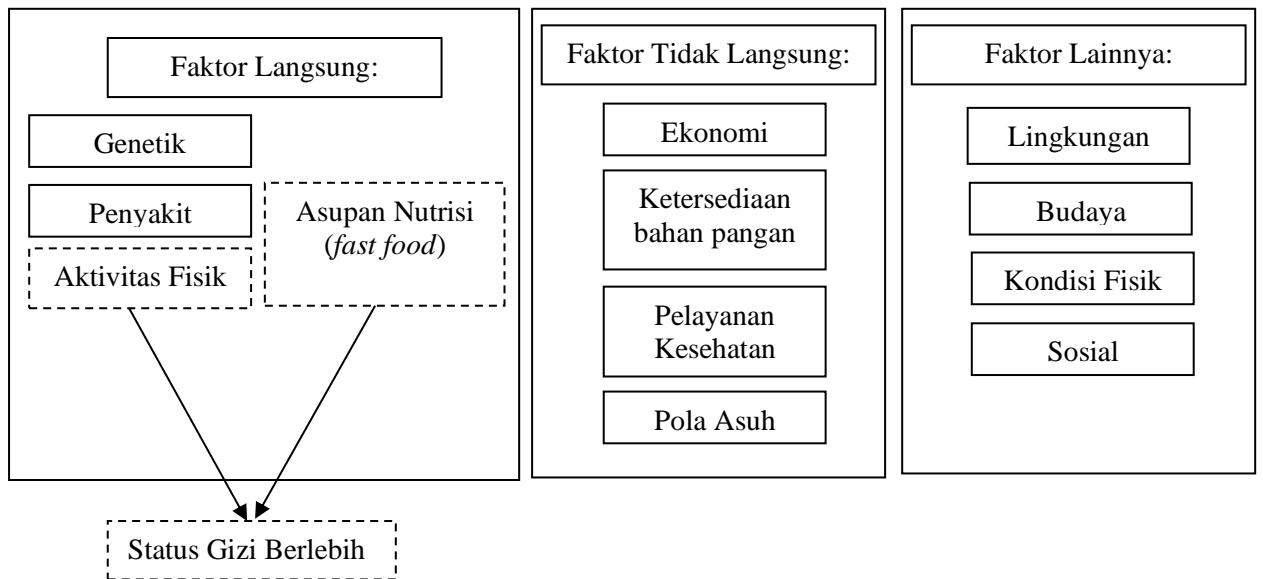 Faktor Langsung:
Genetik
Penyakit
Aktivitas Fisik
Asupan Nutrisi
(fast food)
Faktor Tidak Langsung:
Ekonomi
Ketersediaan
bahan pangan
Pelayanan
Kesehatan
Pola Asuh
Faktor Lainnya:
Lingkungan
Budaya
Kondisi Fisik
Sosial
Status Gizi Berlebih